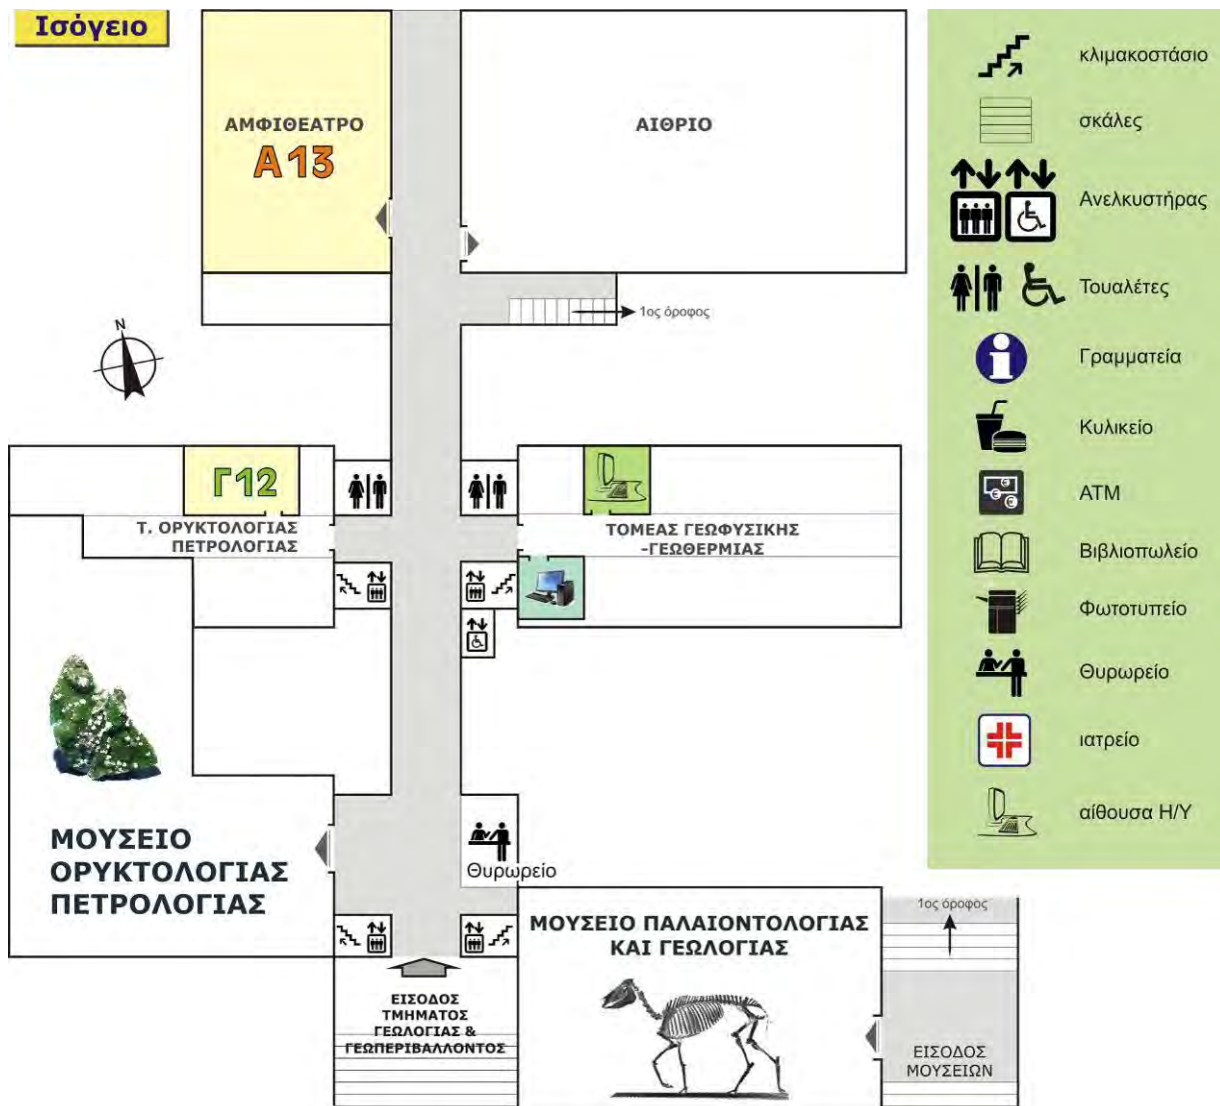 Ισόγειο
ΑΜΦΙΘΕΑΤΡΟ
Α 13
ΑΙΘΡΙΟ
1ος όροφος
N
Γ12
Τ. ΟΡΥΚΤΟΛΟΓΙΑΣ
ΠΕΤΡΟΛΟΓΙΑΣ
ΤΟΜΕΑΣ ΓΕΩΦΥΣΙΚΗΣ
-ΓΕΩΘΕΡΜΙΑΣ
ΜΟΥΣΕΙΟ
ΟΡΥΚΤΟΛΟΓΙΑΣ
ΠΕΤΡΟΛΟΓΙΑΣ
Θυρωρείο
ΜΟΥΣΕΙΟ ΠΑΛΑΙΟΝΤΟΛΟΓΙΑΣ
ΚΑΙ ΓΕΩΛΟΓΙΑΣ
1ος όροφος
ΕΙΣΟΔΟΣ
ΤΜΗΜΑΤΟΣ
ΓΕΩΛΟΓΙΑΣ &
ΓΕΩΠΕΡΙΒΑΛΛΟΝΤΟΣ
ΕΙΣΟΔΟΣ
ΜΟΥΣΕΙΩΝ
κλιμακοστάσιο
σκάλες
Ανελκυστήρας
Τουαλέτες
Γραμματεία
Κυλικείο
ΑΤΜ
Βιβλιοπωλείο
Φωτοτυπείο
Θυρωρείο
ιατρείο
αίθουσα Η/Υ